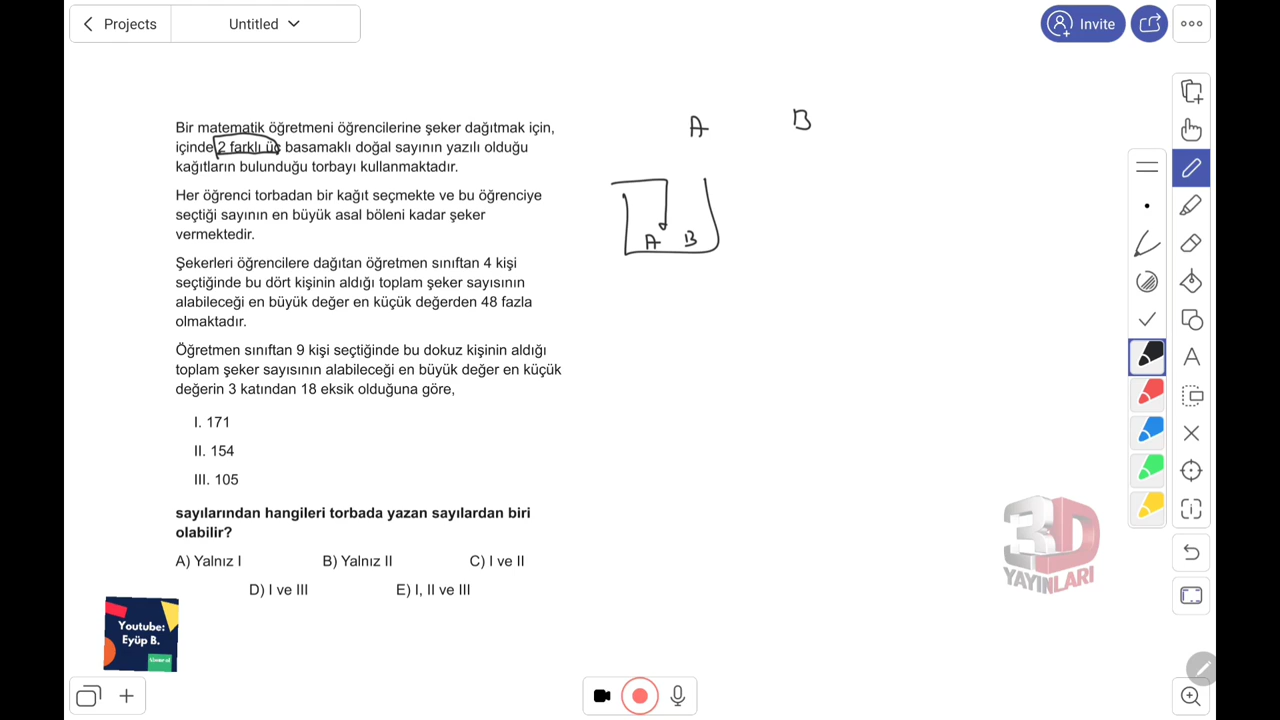 Projects
Untitled
Invite
A B
Bir matematik öğretmeni öğrencilerine şeker dağıtmak için,
içinde 2 farklı üç basamaklı doğal sayının yazılı olduğu
kağıtların bulunduğu torbayı kullanmaktadır.
Her öğrenci torbadan bir kağıt seçmekte ve bu öğrenciye
seçtiği sayının en büyük asal böleni kadar şeker
vermektedir.
A B
Şekerleri öğrencilere dağıtan öğretmen sınıftan 4 kişi
seçtiğinde bu dört kişinin aldığı toplam şeker sayısının
alabileceği en büyük değer en küçük değerden 48 fazla
olmaktadır.
Öğretmen sınıftan 9 kişi seçtiğinde bu dokuz kişinin aldığı
toplam şeker sayısının alabileceği en büyük değer en küçük
değerin 3 katından 18 eksik olduğuna göre,
I. 171
II. 154
III. 105
sayılarından hangileri torbada yazan sayılardan biri
olabilir?
A) Yalnız I B) Yalnız II C) I ve II
D) I ve III E) I, II ve III
A
3D
YAYINLARI
Youtube:
Eyüp B.